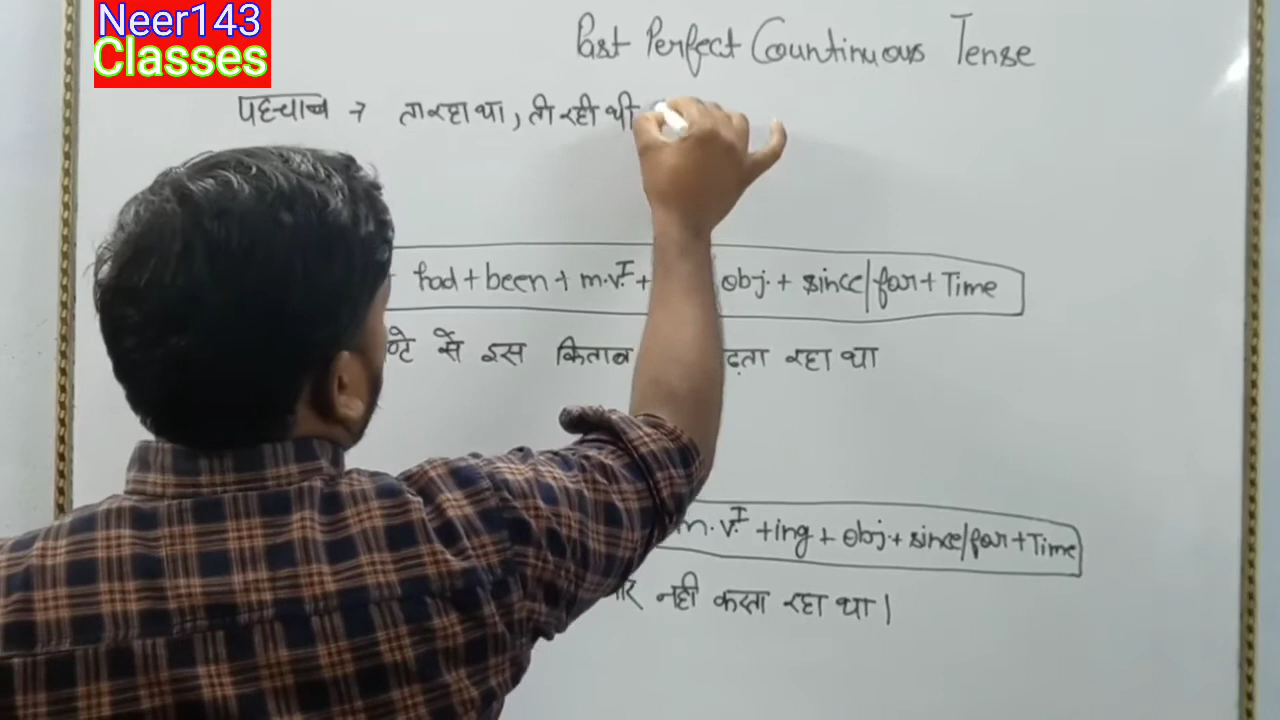 Neer143
Classes
Past Perfect Countinuous Tense
पहचान → ता रहा था, ती रही थी
had + been + m.v.I +
obj. + since/for + Time
से इस किताब
रहा था
m.v.I + ing + obj. + since/for + Time
नही करता रहा था।